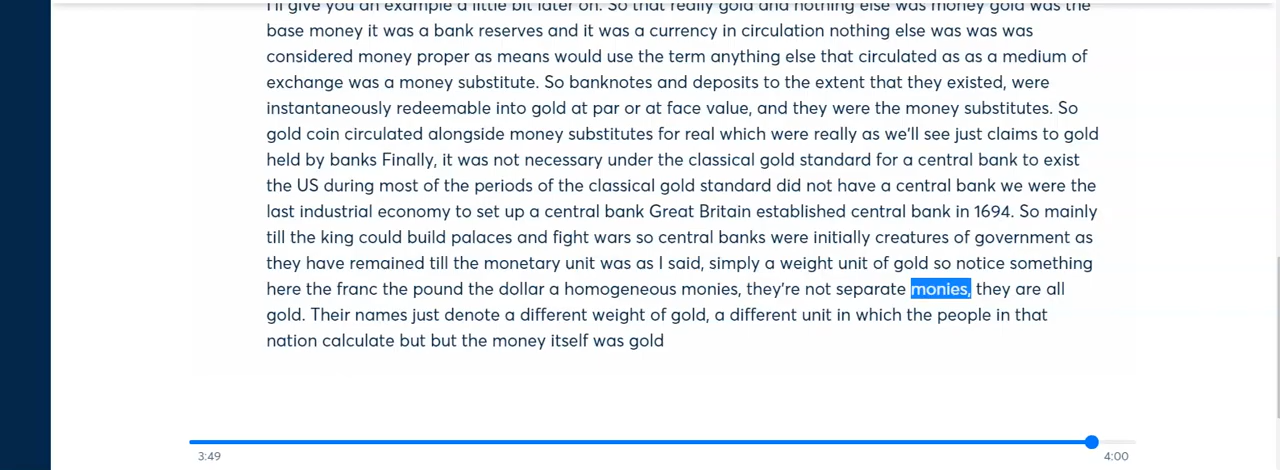 I'll give you an example a little bit later on. So that really gold and nothing else was money gold was the
base money it was a bank reserves and it was a currency in circulation nothing else was was was
considered money proper as means would use the term anything else that circulated as as a medium of
exchange was a money substitute. So banknotes and deposits to the extent that they existed, were
instantaneously redeemable into gold at par or at face value, and they were the money substitutes. So
gold coin circulated alongside money substitutes for real which were really as we'll see just claims to gold
held by banks Finally, it was not necessary under the classical gold standard for a central bank to exist
the US during most of the periods of the classical gold standard did not have a central bank we were the
last industrial economy to set up a central bank Great Britain established central bank in 1694. So mainly
till the king could build palaces and fight wars so central banks were initially creatures of government as
they have remained till the monetary unit was as I said, simply a weight unit of gold so notice something
here the franc the pound the dollar a homogeneous monies, they're not separate monies, they are all
gold. Their names just denote a different weight of gold, a different unit in which the people in that
nation calculate but but the money itself was gold
3:49
4:00